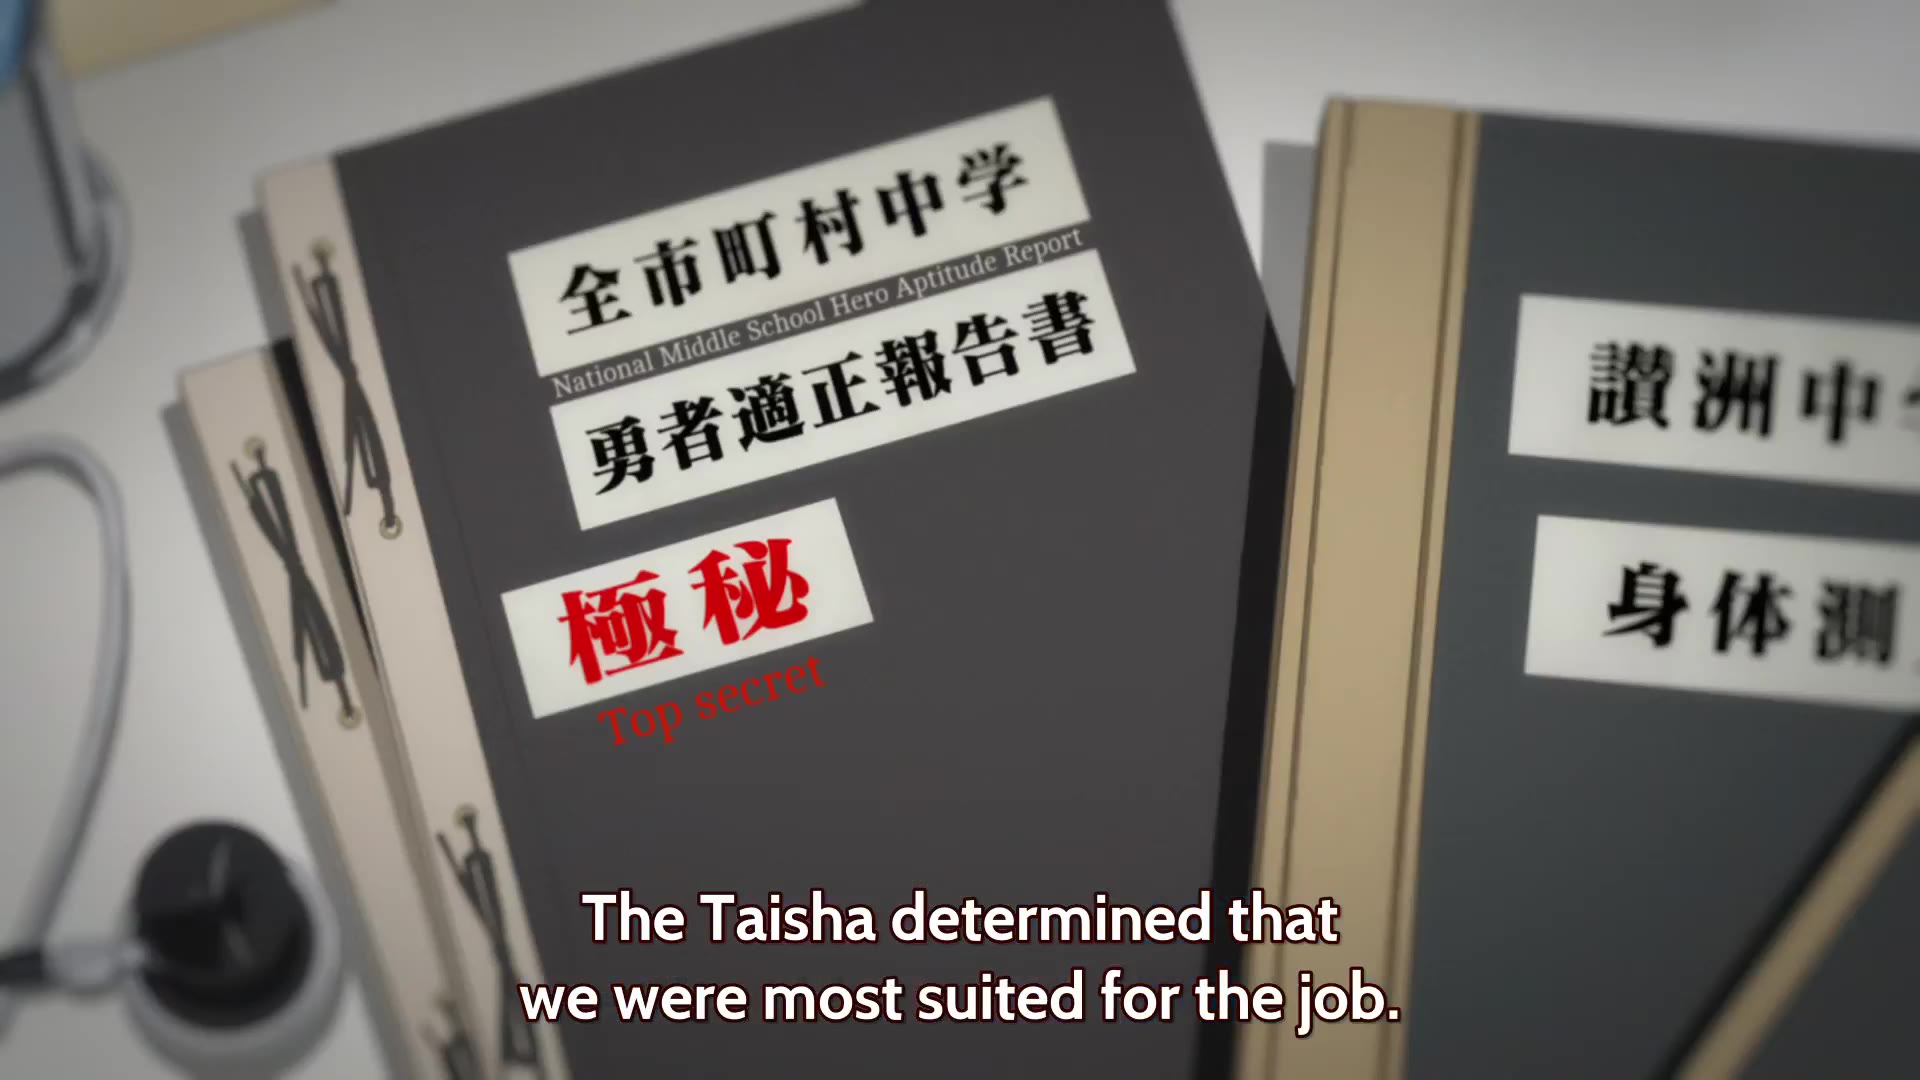 全市町村中学
National Middle School Hero Aptitude Report
勇者適正報告書
極秘
Top secret
讃洲中
身体測
The Taisha determined that
we were most suited for the job.